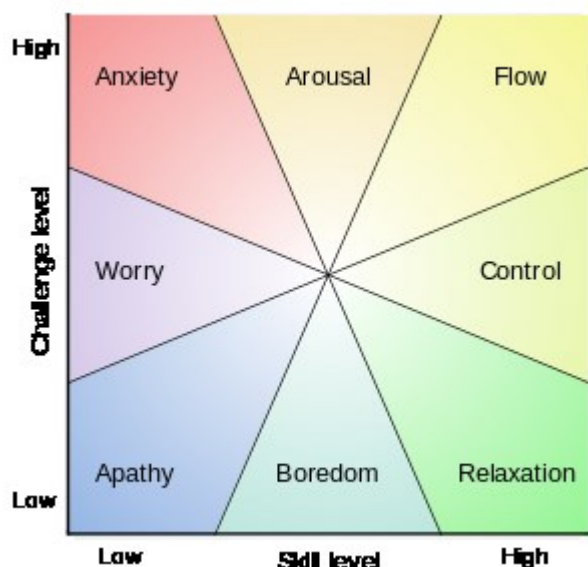 High
Anxiety Arousal Flow
Challenge level
Worry Control
Apathy Boredom Relaxation
Low
Low Skill level High